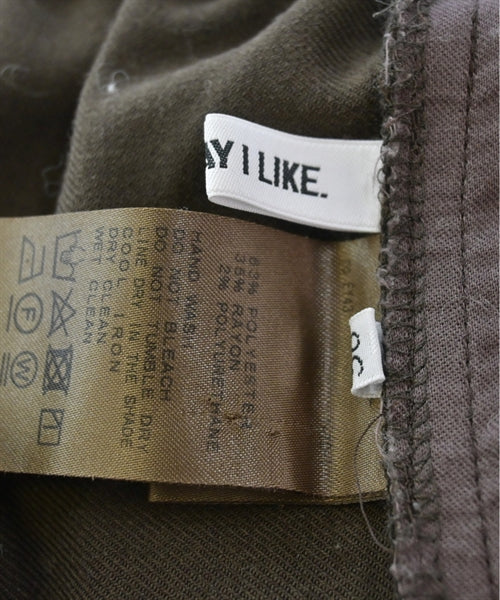 AY I LIKE.
63% POLYESTER
35% RAYON
2% POLYURETHANE
HAND WASH
DO NOT BLEACH
DO NOT TUMBLE DRY
LINE DRY IN THE SHADE
COOL IRON
DRY CLEAN
WET CLEAN
F
W